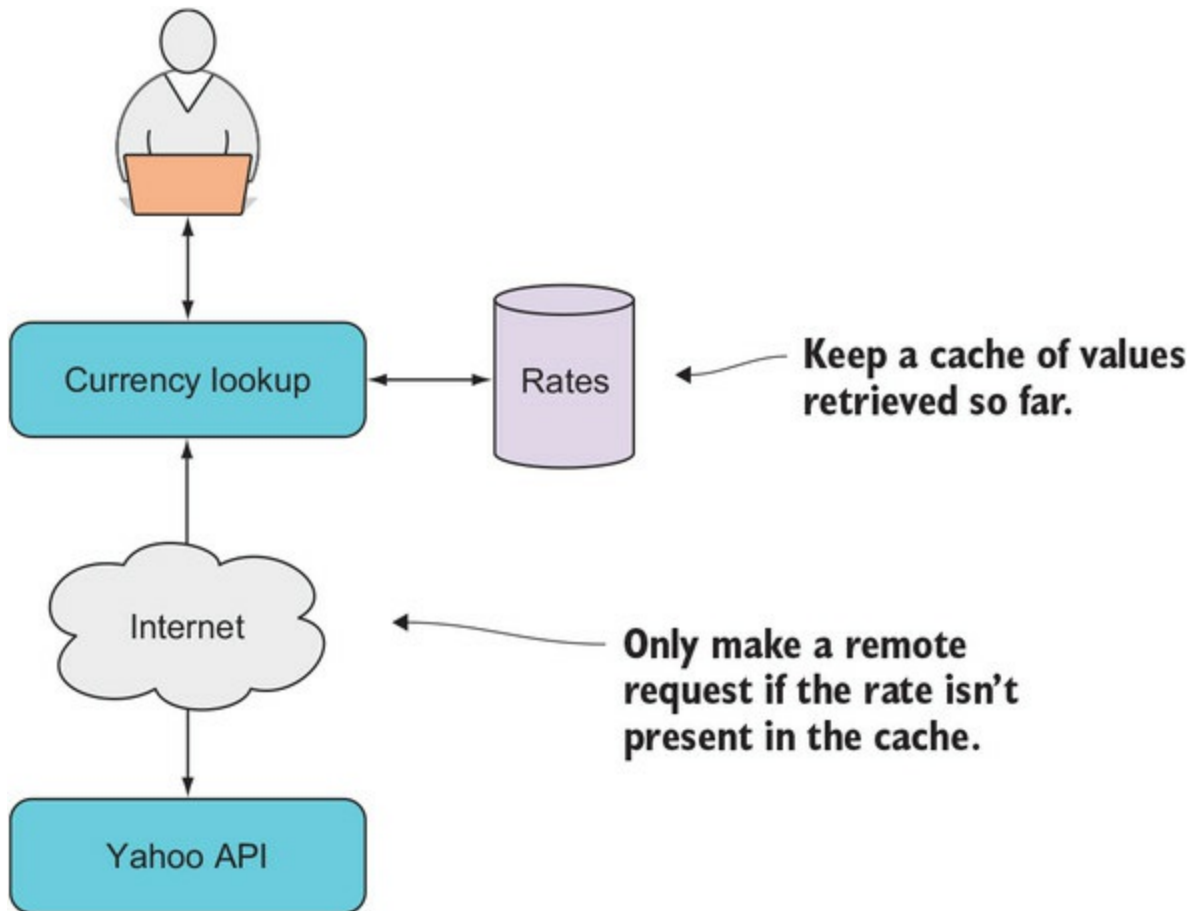 Currency lookup
Rates
Keep a cache of values
retrieved so far.
Internet
Only make a remote
request if the rate isn’t
present in the cache.
Yahoo API